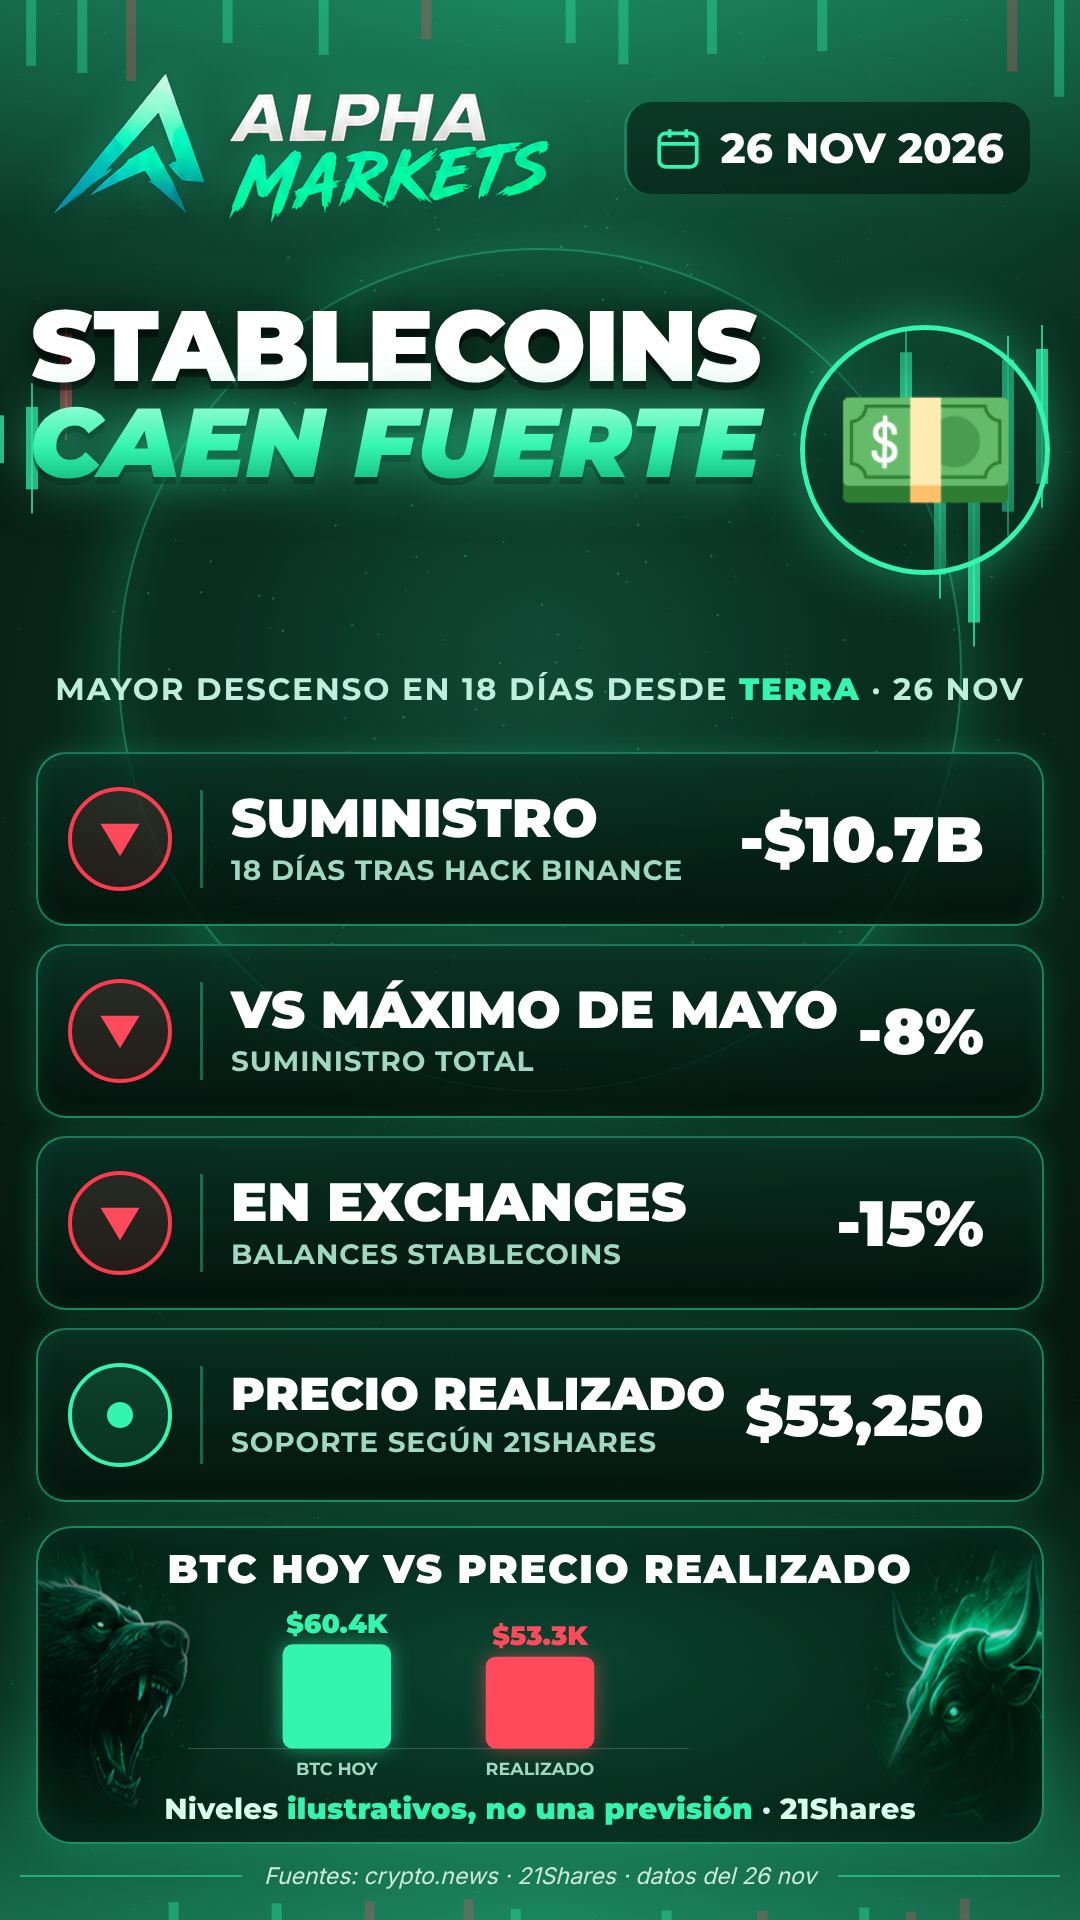 ALPHA
MARKETS
26 NOV 2026
STABLECOINS
CAEN FUERTE
$
MAYOR DESCENSO EN 18 DÍAS DESDE TERRA · 26 NOV
SUMINISTRO
18 DÍAS TRAS HACK BINANCE
-$10.7B
VS MÁXIMO DE MAYO
SUMINISTRO TOTAL
-8%
EN EXCHANGES
BALANCES STABLECOINS
-15%
PRECIO REALIZADO
SOPORTE SEGÚN 21SHARES
$53,250
BTC HOY VS PRECIO REALIZADO
$60.4K
$53.3K
BTC HOY
REALIZADO
Niveles ilustrativos, no una previsión · 21Shares
Fuentes: crypto.news · 21Shares · datos del 26 nov